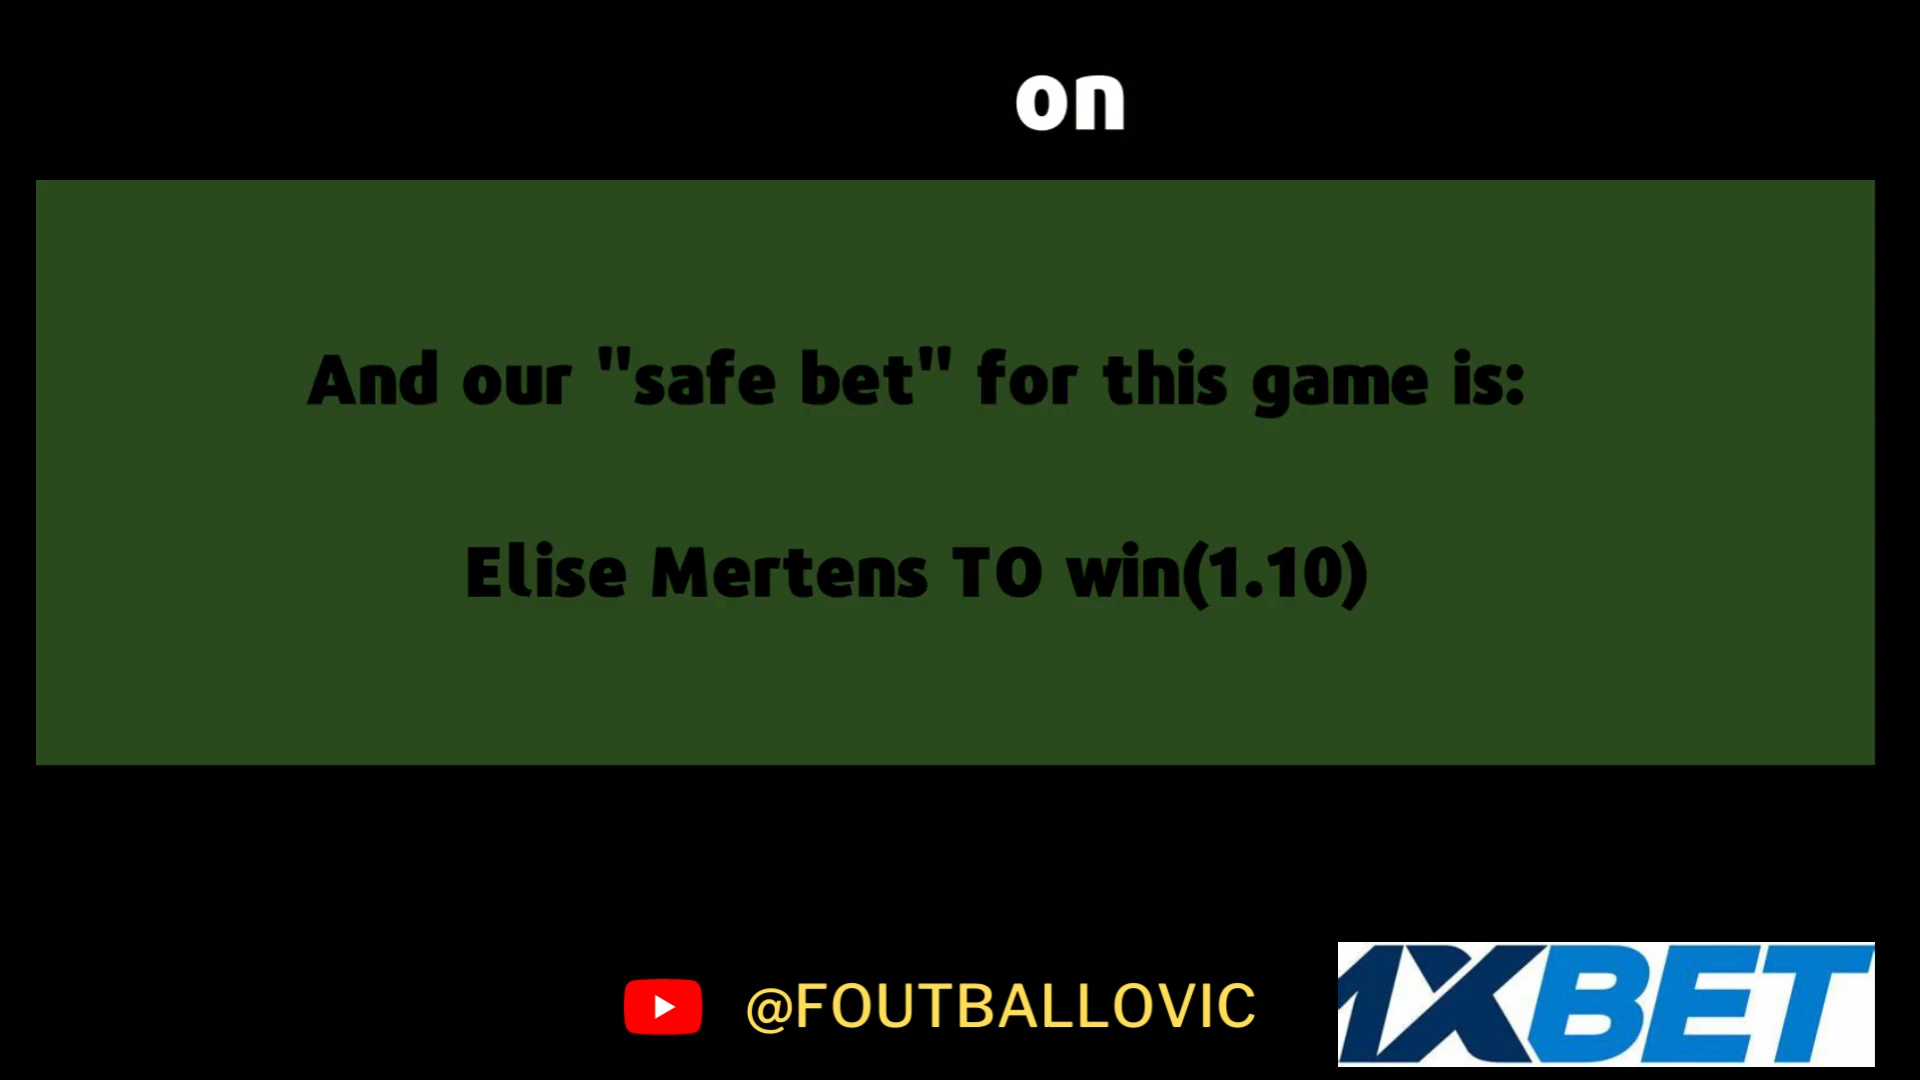 on
And our "safe bet" for this game is:
Elise Mertens TO win(1.10)
@FOUTBALLOVIC
1XBET